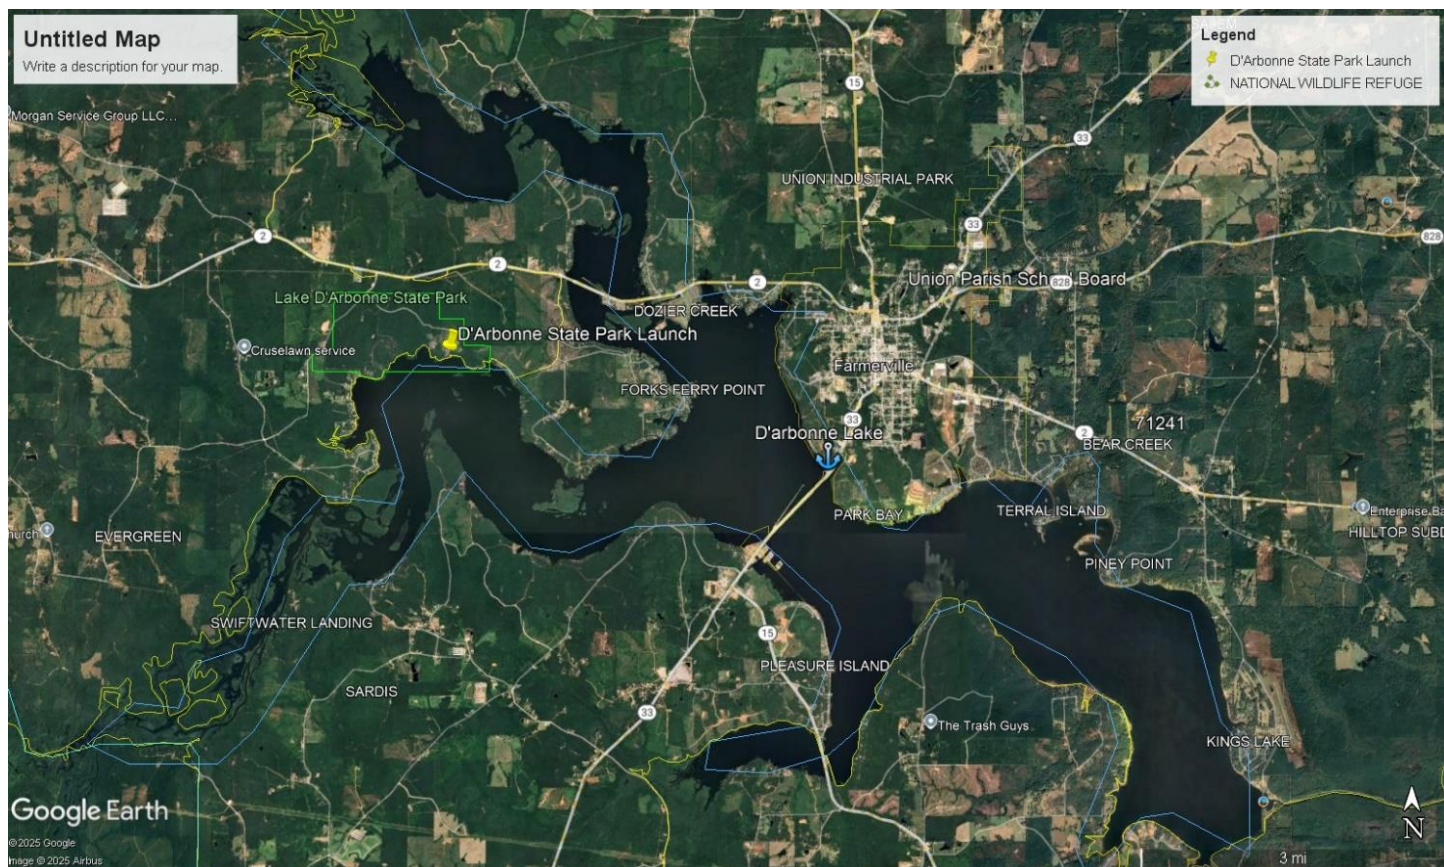 Untitled Map
Write a description for your map.
Legend
D'Arbonne State Park Launch
NATIONAL WILDLIFE REFUGE
Morgan Service Group LLC...
15
33
UNION INDUSTRIAL PARK
33
2
828
2
2
Union Parish School Board
828
Lake D'Arbonne State Park
DOZIER CREEK
D'Arbonne State Park Launch
Cruselawn service
Farmerville
FORKS FERRY POINT
33
71241
D'arbonne Lake
2
BEAR CREEK
PARK BAY
TERRAL ISLAND
Enterprise Ba
hurch
EVERGREEN
HILLTOP SUBD
PINEY POINT
SWIFTWATER LANDING
15
PLEASURE ISLAND
SARDIS
33
The Trash Guys
KINGS LAKE
Google Earth
N
©2025 Google
Image © 2025 Airbus
3 mi